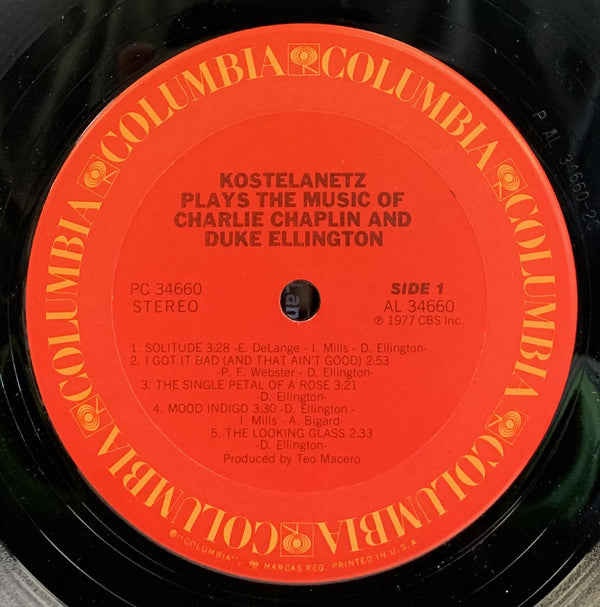 COLUMBIA COLUMBIA COLUMBIA COLUMBIA COLUMBIA COLUMBIA
KOSTELANETZ
PLAYS THE MUSIC OF
CHARLIE CHAPLIN AND
DUKE ELLINGTON
PC 34660
STEREO
SIDE 1
AL 34660
℗ 1977 CBS Inc.
1. SOLITUDE 3:28 -E. DeLange - I. Mills - D. Ellington-
2. I GOT IT BAD (AND THAT AIN'T GOOD) 2:53
-P. F. Webster - D. Ellington-
3. THE SINGLE PETAL OF A ROSE 3:21
-D. Ellington-
4. MOOD INDIGO 3:30 -D. Ellington -
I. Mills - A. Bigard-
5. THE LOOKING GLASS 2:33
-D. Ellington-
Produced by Teo Macero
"COLUMBIA", MARCAS REG. PRINTED IN U.S.A.
P AL 34660-2C